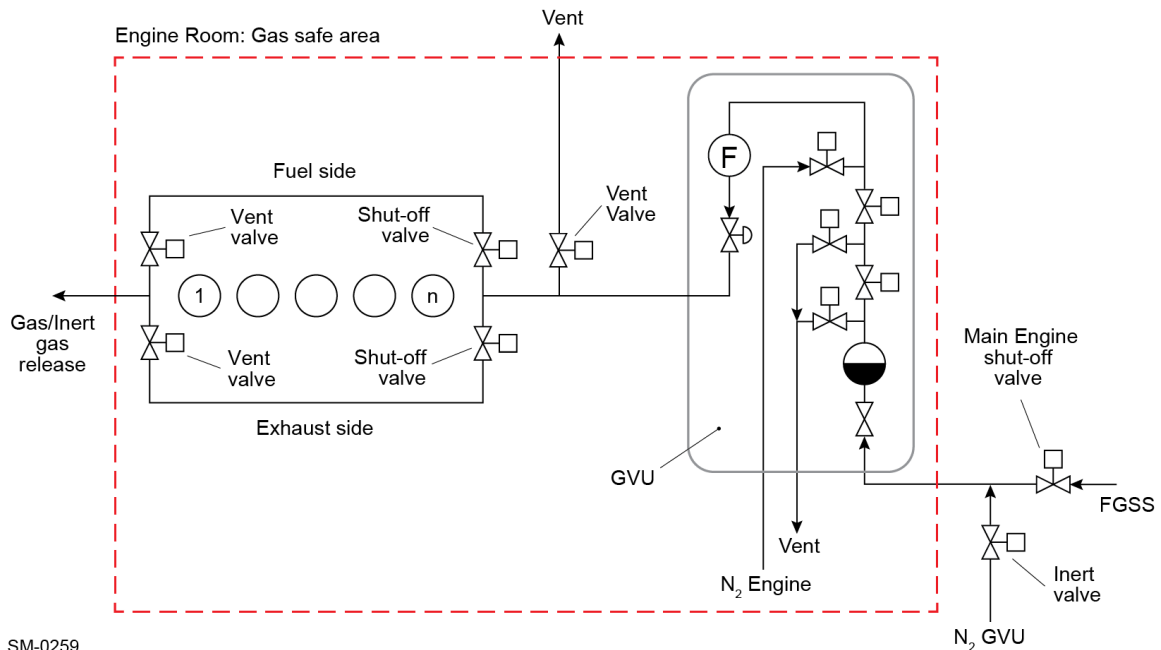 Vent
Engine Room: Gas safe area
F
Fuel side
Vent
valve
Shut-off
valve
Vent
Valve
1
n
Gas/Inert
gas
release
Vent
valve
Shut-off
valve
Main Engine
shut-off
valve
Exhaust side
GVU
FGSS
Vent
N₂ Engine
Inert
valve
N₂ GVU
SM-0259